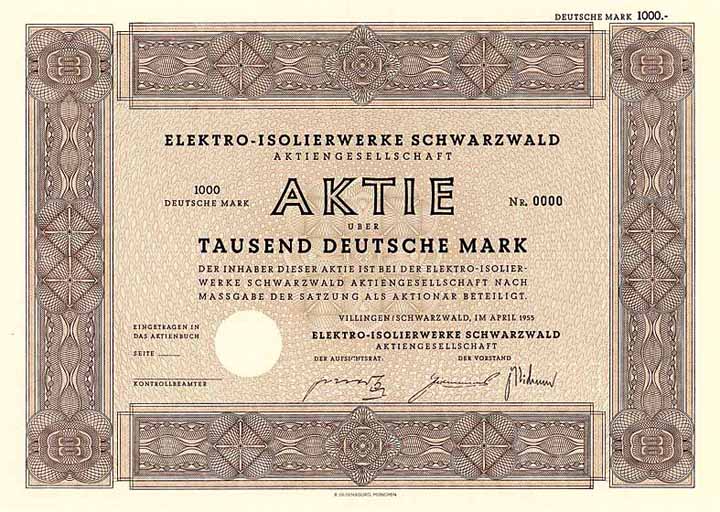 DEUTSCHE MARK 1000.-
ELEKTRO-ISOLIERWERKE SCHWARZWALD
AKTIENGESELLSCHAFT
1000
DEUTSCHE MARK
AKTIE
NR. 0000
ÜBER
TAUSEND DEUTSCHE MARK
DER INHABER DIESER AKTIE IST BEI DER ELEKTRO-ISOLIER-
WERKE SCHWARZWALD AKTIENGESELLSCHAFT NACH
MASSGABE DER SATZUNG ALS AKTIONÄR BETEILIGT.
VILLINGEN/SCHWARZWALD, IM APRIL 1955
EINGETRAGEN IN
DAS AKTIENBUCH
SEITE
KONTROLLBEAMTER
ELEKTRO-ISOLIERWERKE SCHWARZWALD
AKTIENGESELLSCHAFT
DER AUFSICHTSRAT.
DER VORSTAND
R. OLDENBOURG, MÜNCHEN